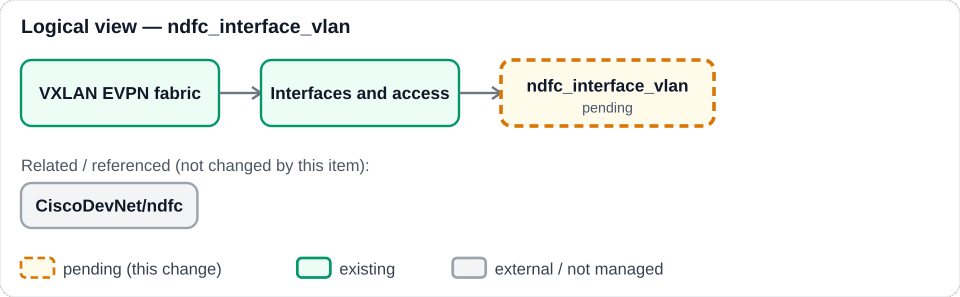 Logical view — ndfc_interface_vlan
VXLAN EVPN fabric
Interfaces and access
ndfc_interface_vlan
pending
Related / referenced (not changed by this item):
CiscoDevNet/ndfc
pending (this change)
existing
external / not managed